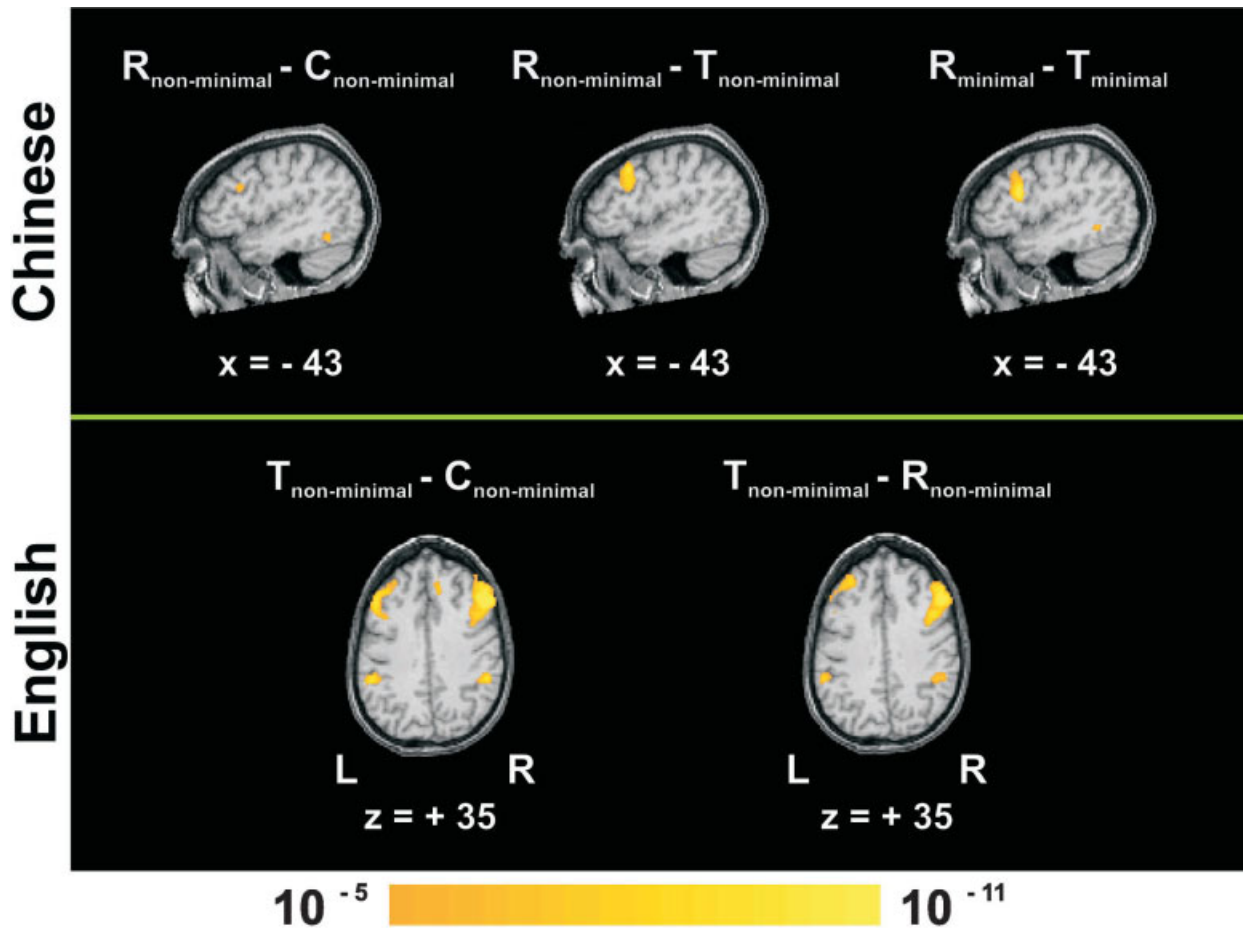 Chinese
R non-minimal - C non-minimal
R non-minimal - T non-minimal
R minimal - T minimal
x = - 43
x = - 43
x = - 43
English
T non-minimal - C non-minimal
T non-minimal - R non-minimal
L R
L R
z = + 35
z = + 35
10 -5
10 -11